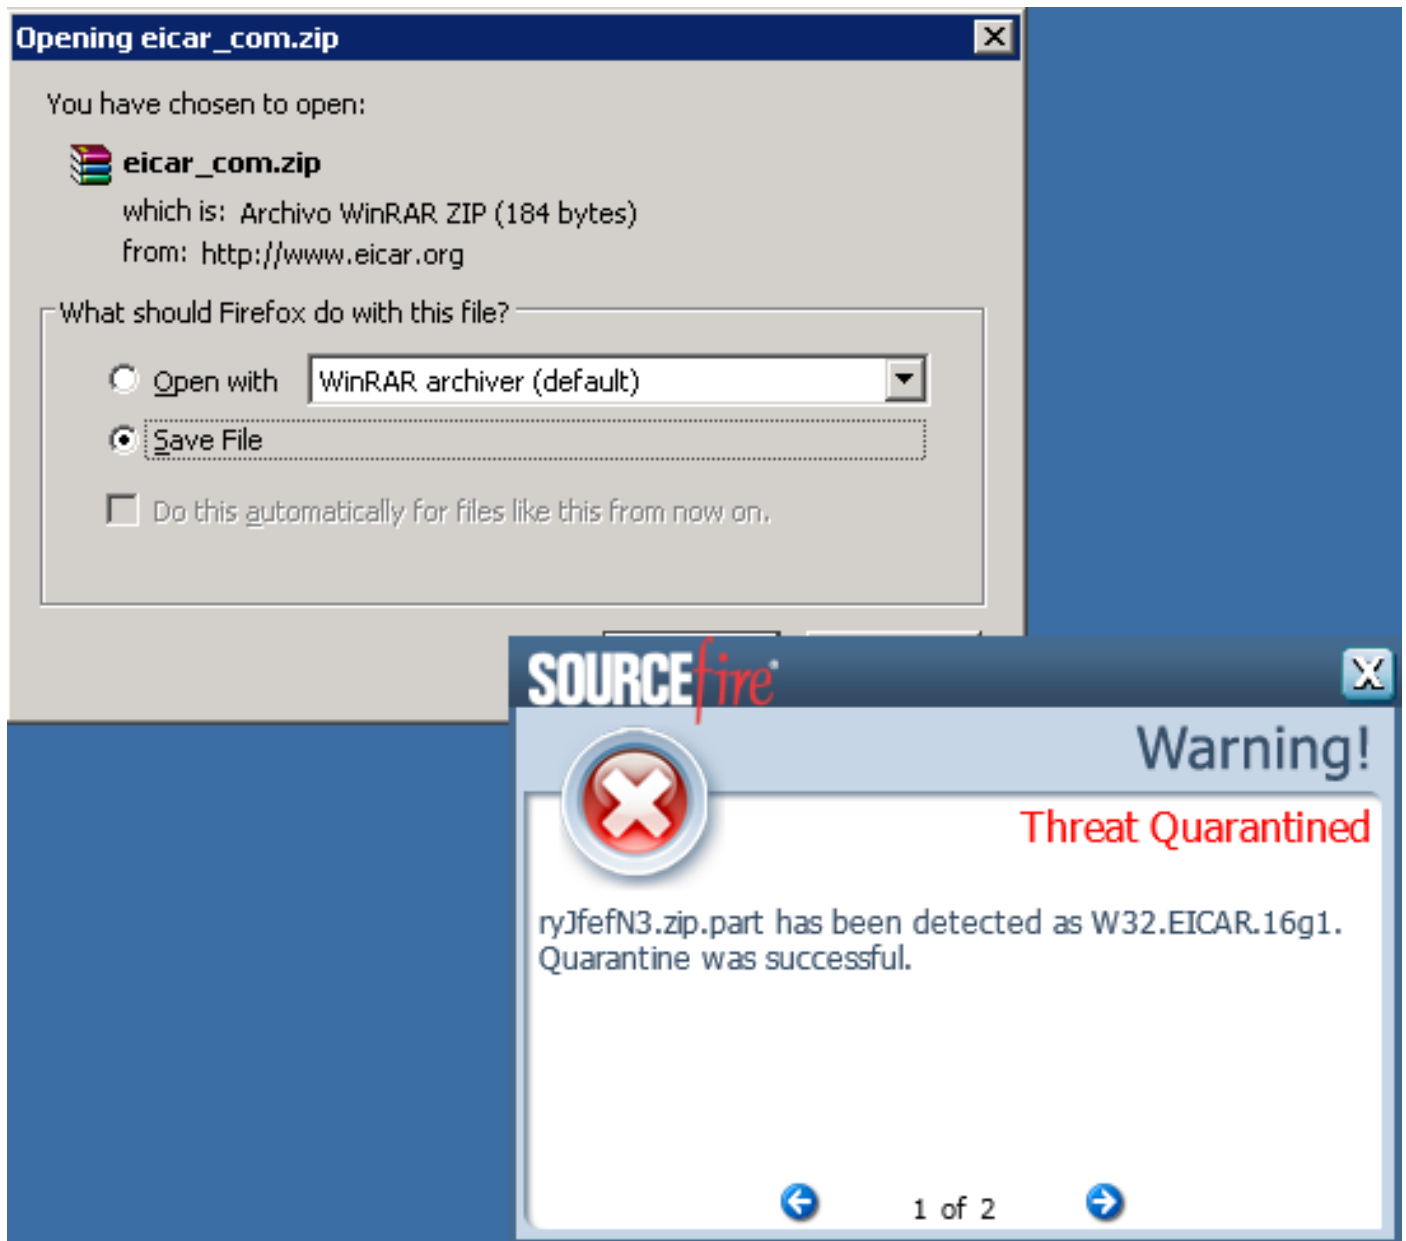 Opening eicar_com.zip
You have chosen to open:
eicar_com.zip
which is: Archivo WinRAR ZIP (184 bytes)
from: http://www.eicar.org
What should Firefox do with this file?
Open with WinRAR archiver (default)
Save File
Do this automatically for files like this from now on.
SOURCEfire®
Warning!
Threat Quarantined
ryJfefN3.zip.part has been detected as W32.EICAR.16g1.
Quarantine was successful.
1 of 2